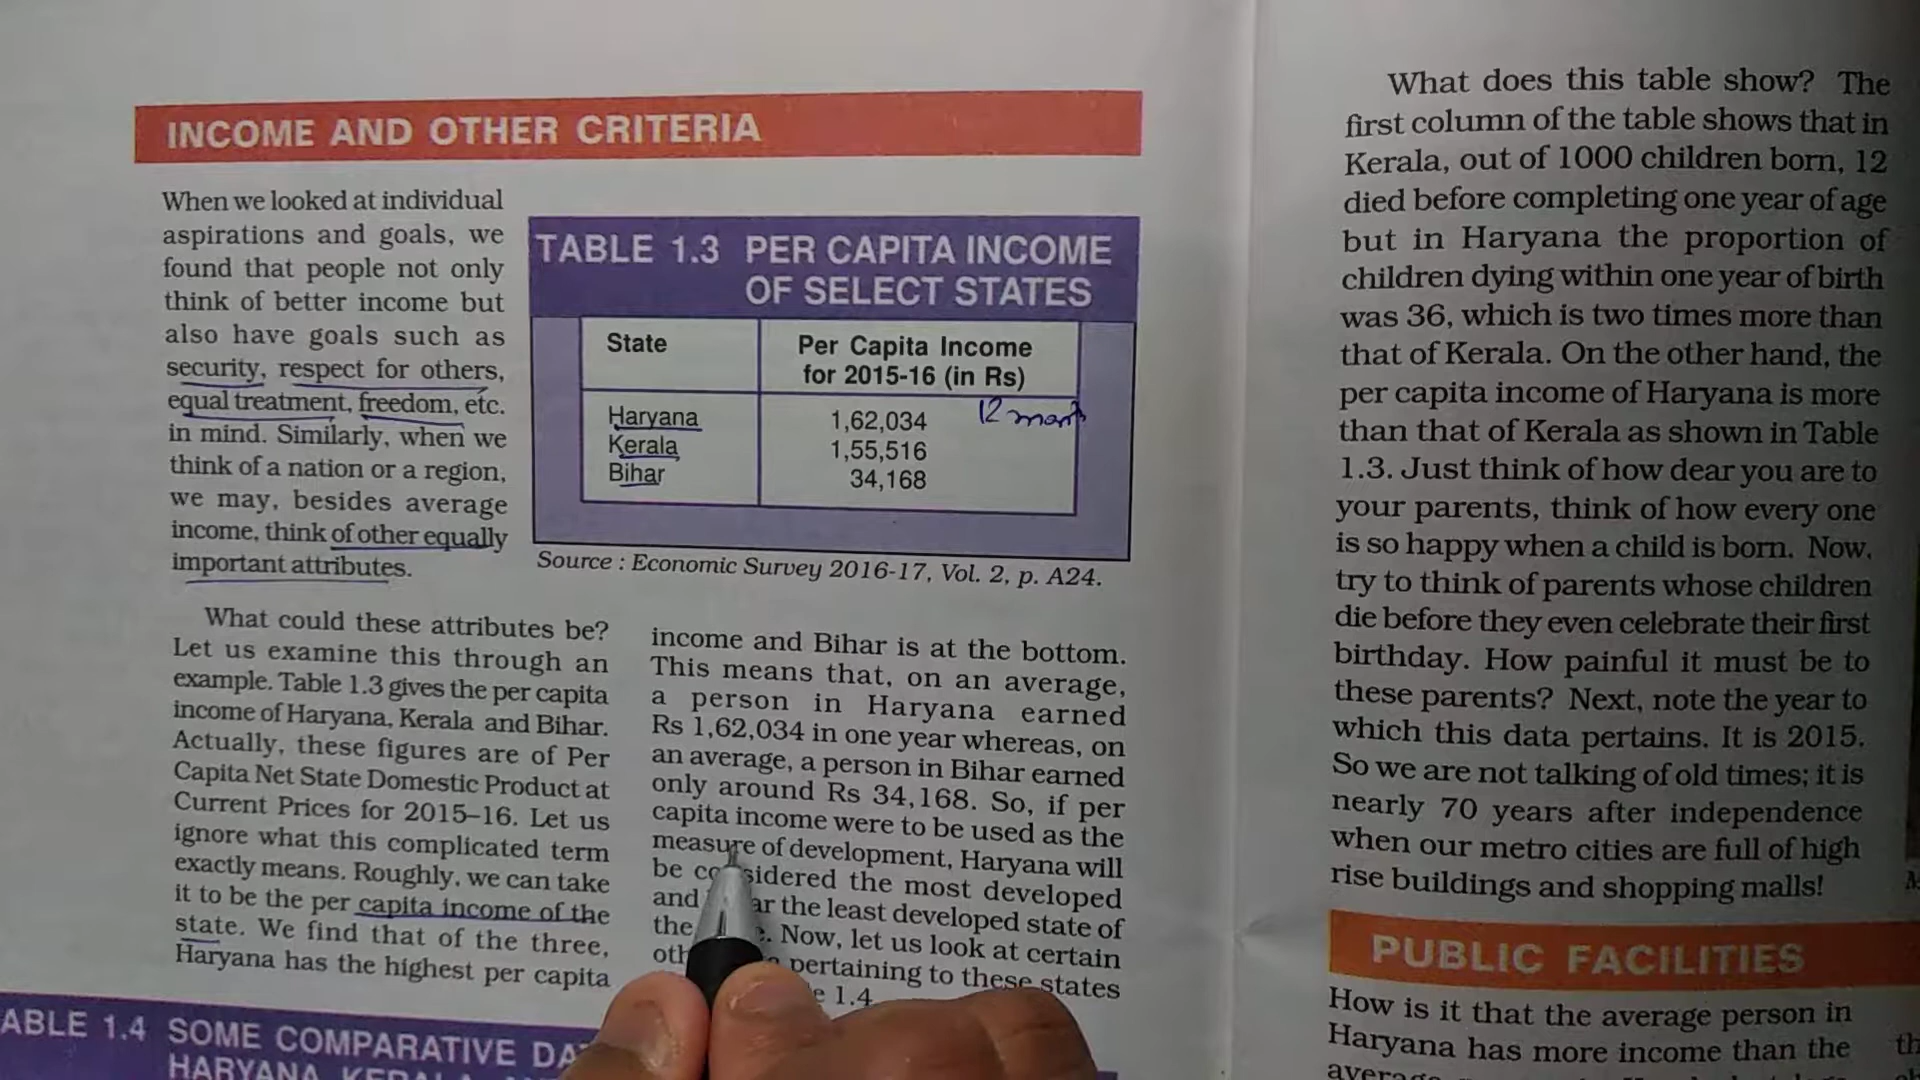 INCOME AND OTHER CRITERIA
When we looked at individual
aspirations and goals, we
found that people not only
think of better income but
also have goals such as
security, respect for others,
equal treatment, freedom, etc.
in mind. Similarly, when we
think of a nation or a region,
we may, besides average
income, think of other equally
important attributes.
TABLE 1.3 PER CAPITA INCOME
OF SELECT STATES
State
Per Capita Income
for 2015-16 (in Rs)
Haryana 1,62,034 12
Kerala 1,55,516
Bihar 34,168
Source : Economic Survey 2016-17, Vol. 2, p. A24.
What could these attributes be?
Let us examine this through an
example. Table 1.3 gives the per capita
income of Haryana, Kerala and Bihar.
Actually, these figures are of Per
Capita Net State Domestic Product at
Current Prices for 2015–16. Let us
ignore what this complicated term
exactly means. Roughly, we can take
it to be the per capita income of the
state. We find that of the three,
Haryana has the highest per capita
income and Bihar is at the bottom.
This means that, on an average,
a person in Haryana earned
Rs 1,62,034 in one year whereas, on
an average, a person in Bihar earned
only around Rs 34,168. So, if per
capita income were to be used as the
measure of development, Haryana will
be considered the most developed
and the least developed state of
the Now, let us look at certain
pertaining to these states
1.4
TABLE 1.4 SOME COMPARATIVE
HARYANA, KERALA
What does this table show? The
first column of the table shows that in
Kerala, out of 1000 children born, 12
died before completing one year of age
but in Haryana the proportion of
children dying within one year of birth
was 36, which is two times more than
that of Kerala. On the other hand, the
per capita income of Haryana is more
than that of Kerala as shown in Table
1.3. Just think of how dear you are to
your parents, think of how every one
is so happy when a child is born. Now,
try to think of parents whose children
die before they even celebrate their first
birthday. How painful it must be to
these parents? Next, note the year to
which this data pertains. It is 2015.
So we are not talking of old times; it is
nearly 70 years after independence
when our metro cities are full of high
rise buildings and shopping malls!
PUBLIC FACILITIES
How is it that the average person in
Haryana has more income than the
average